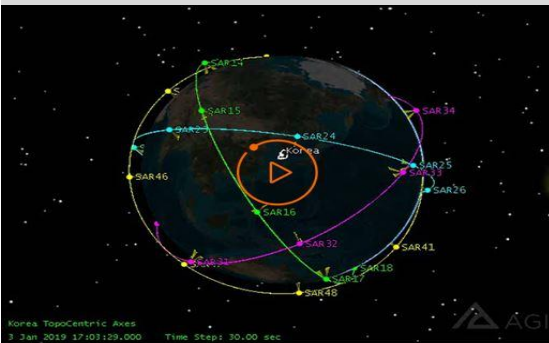 SAR14
SAR34
SAR15
SAR23
SAR24
Korea
SAR25
SAR33
SAR46
SAR26
SAR16
SAR32
SAR41
SAR31
SAR18
SAR17
SAR48
Korea TopoCentric Axes
3 Jan 2019 17:03:29.000 Time Step: 30.00 sec
AGI